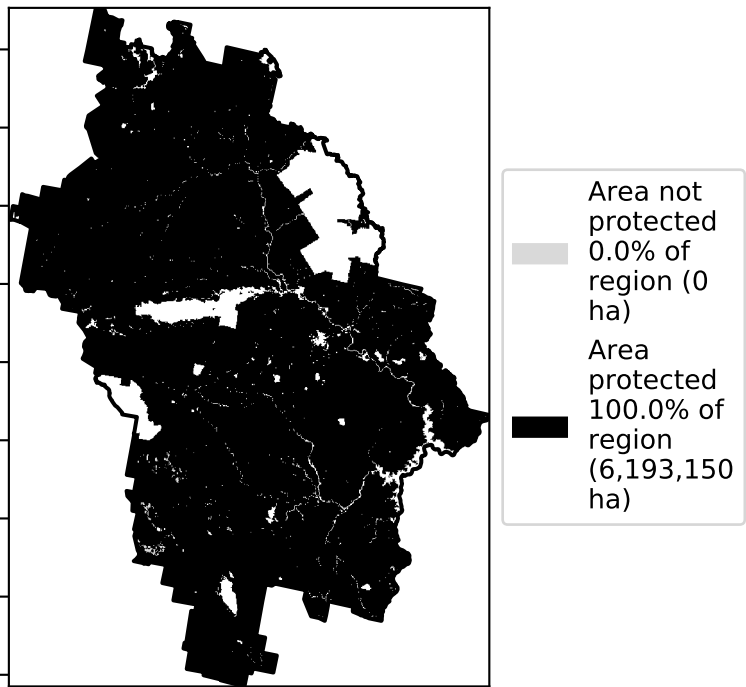 Area not
protected
0.0% of
region (0
ha)
Area
protected
100.0% of
region
(6,193,150
ha)